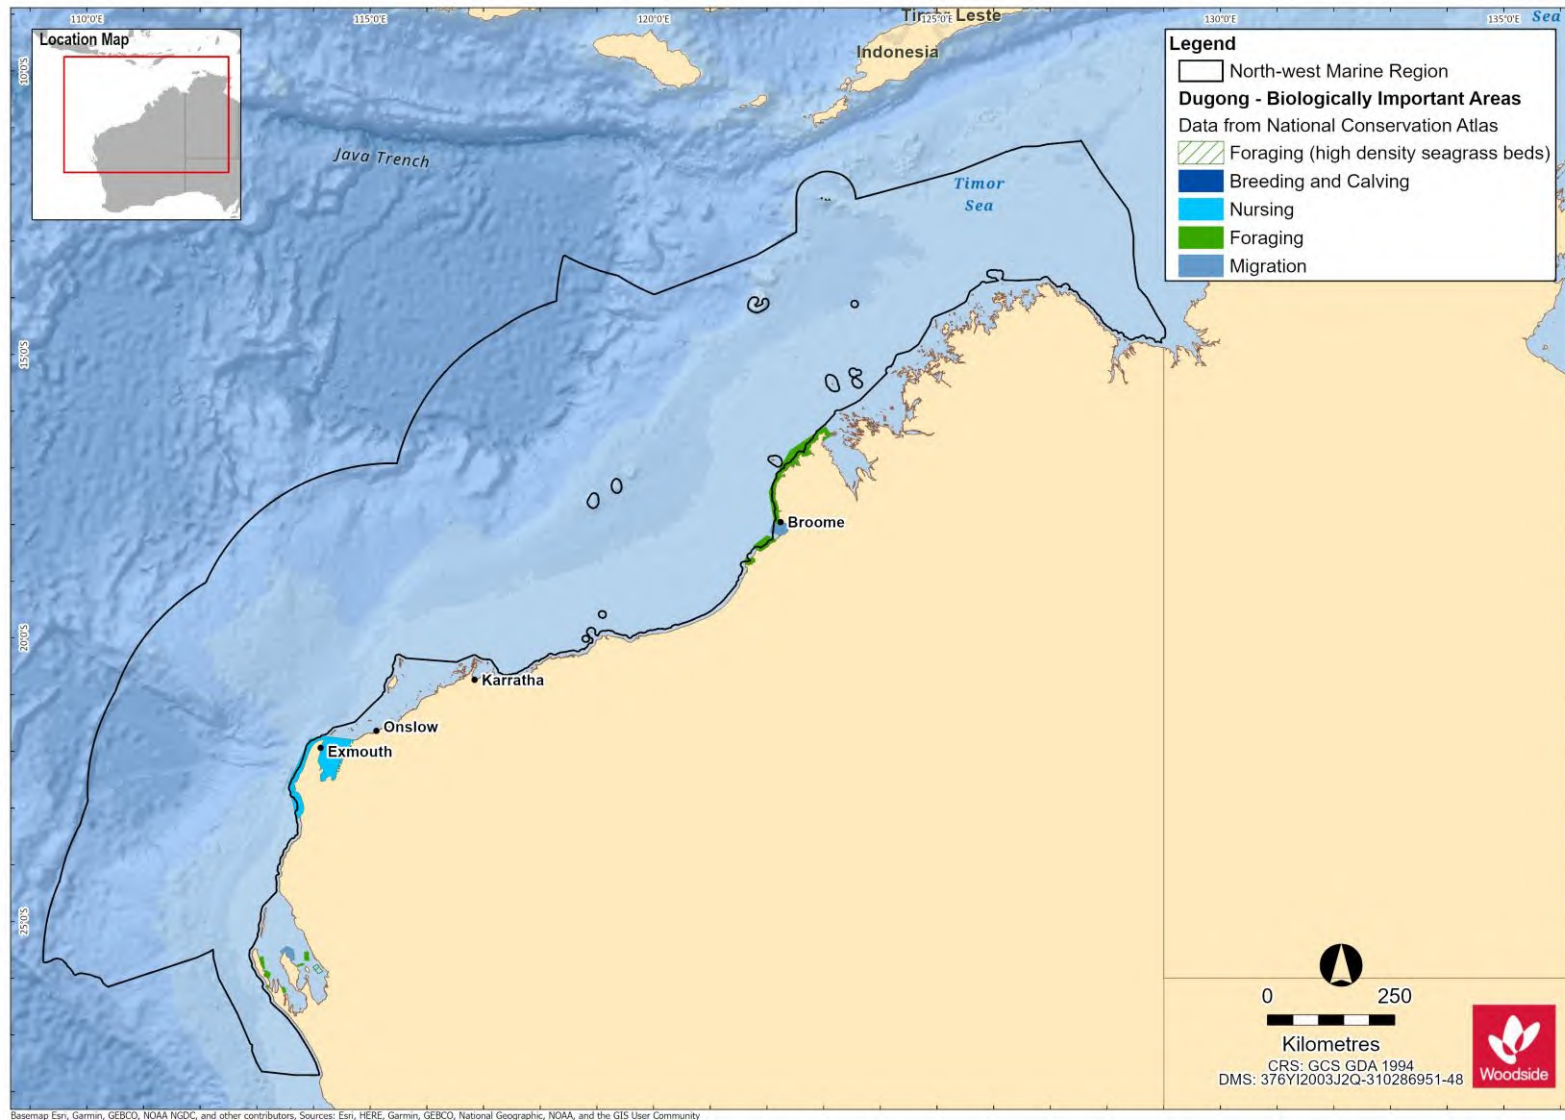 110°0'E
115°0'E
120°0'E
125°0'E
130°0'E
135°0'E
Sea
Timor Leste
Indonesia
Location Map
Legend
North-west Marine Region
Dugong - Biologically Important Areas
Data from National Conservation Atlas
Foraging (high density seagrass beds)
Breeding and Calving
Nursing
Foraging
Migration
10°0'S
Java Trench
Timor
Sea
15°0'S
Broome
20°0'S
Karratha
Onslow
Exmouth
25°0'S
0 250
Kilometres
CRS: GCS GDA 1994
DMS: 376YI2003J2Q-310286951-48
Woodside
Basemap Esri, Garmin, GEBCO, NOAA NGDC, and other contributors, Sources: Esri, HERE, Garmin, GEBCO, National Geographic, NOAA, and the GIS User Community